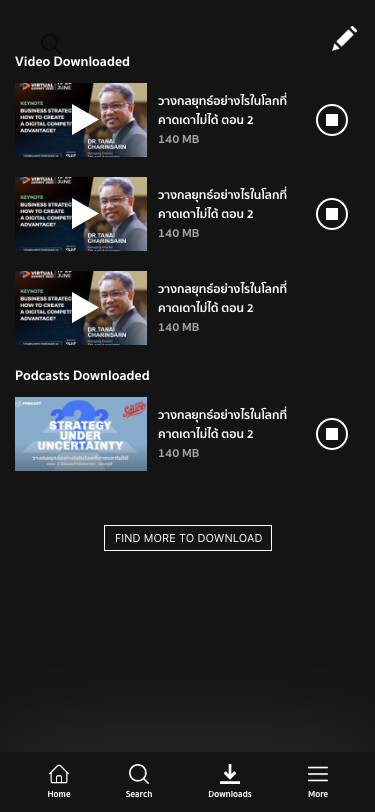 Video Downloaded
VIRTUAL
JUNE
KEYNOTE
BUSINESS STRATEG
HOW TO CREATE
A DIGITAL COMPETI
ADVANTAGE?
DR.TANAI
CHARINSARN
วางกลยุทธ์อย่างไรในโลกที่
คาดเดาไม่ได้ ตอน 2
140 MB
VIRTUAL
JUNE
KEYNOTE
BUSINESS STRATEG
HOW TO CREATE
A DIGITAL COMPETI
ADVANTAGE?
DR.TANAI
CHARINSARN
วางกลยุทธ์อย่างไรในโลกที่
คาดเดาไม่ได้ ตอน 2
140 MB
VIRTUAL
JUNE
KEYNOTE
BUSINESS STRATEG
HOW TO CREATE
A DIGITAL COMPETI
ADVANTAGE?
DR.TANAI
CHARINSARN
วางกลยุทธ์อย่างไรในโลกที่
คาดเดาไม่ได้ ตอน 2
140 MB
Podcasts Downloaded
PODCAST
STRATEGY
UNDER
UNCERTAINTY
วางกลยุทธ์อย่างไรในโลกที่คาดเดาไม่ได้
วางกลยุทธ์อย่างไรในโลกที่
คาดเดาไม่ได้ ตอน 2
140 MB
FIND MORE TO DOWNLOAD
Home
Search
Downloads
More